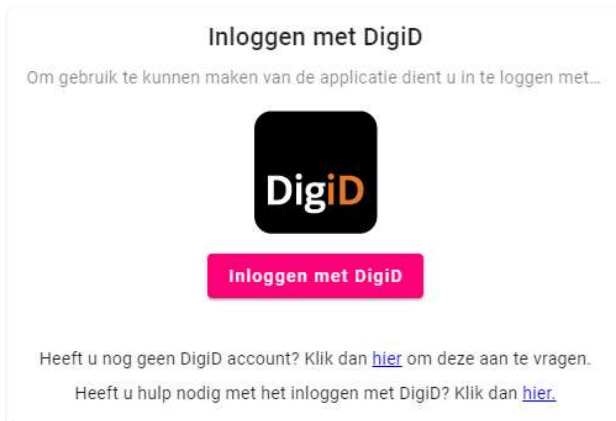 Inloggen met DigiD
Om gebruik te kunnen maken van de applicatie dient u in te loggen met...
DigiD
Inloggen met DigiD
Heeft u nog geen DigiD account? Klik dan hier om deze aan te vragen.
Heeft u hulp nodig met het inloggen met DigiD? Klik dan hier.